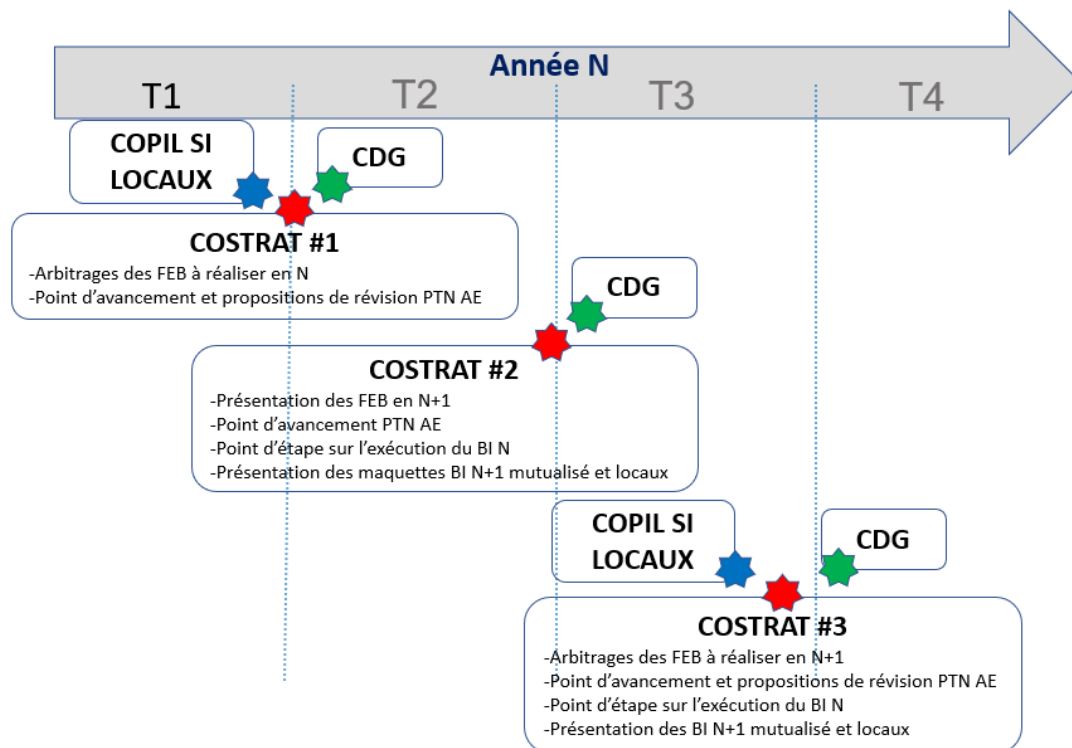 Année N
T1
T2
T3
T4
COPIL SI
LOCAUX
CDG
COSTRAT #1
-Arbitrages des FEB à réaliser en N
-Point d’avancement et propositions de révision PTN AE
CDG
COSTRAT #2
-Présentation des FEB en N+1
-Point d’avancement PTN AE
-Point d’étape sur l’exécution du BI N
-Présentation des maquettes BI N+1 mutualisé et locaux
COPIL SI
LOCAUX
CDG
COSTRAT #3
-Arbitrages des FEB à réaliser en N+1
-Point d’avancement et propositions de révision PTN AE
-Point d’étape sur l’exécution du BI N
-Présentation des BI N+1 mutualisé et locaux